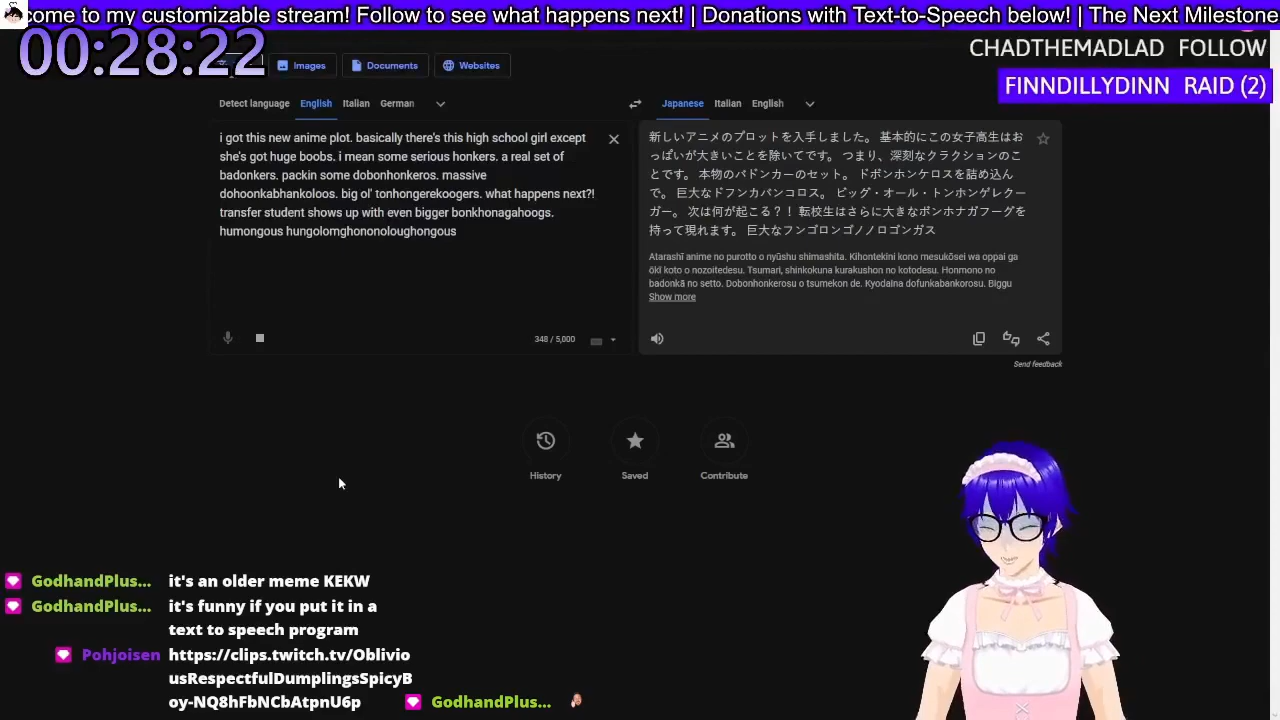 come to my customizable stream! Follow to see what happens next! | Donations with Text-to-Speech below! | The Next Milestone
00:28:22
CHADTHEMADLAD FOLLOW
FINNDILLYDINN RAID (2)
Images Documents Websites
Detect language English Italian German
Japanese Italian English
i got this new anime plot. basically there's this high school girl except
she's got huge boobs. i mean some serious honkers. a real set of
badonkers. packin some dobonhonkeros. massive
dohoonkabhankoloos. big ol' tonhongerekoogers. what happens next?!
transfer student shows up with even bigger bonkhonagahoogs.
humongous hungolomghononoloughongous
348 / 5,000
新しいアニメのプロットを入手しました。 基本的にこの女子高生はお
っぱいが大きいことを除いてです。 つまり、深刻なクラクションのこ
とです。 本物のバドンカーのセット。 ドボンホンケロスを詰め込ん
で。 巨大なドフンカバンコロス。 ビッグ・オール・トンホンゲレクー
ガー。 次は何が起こる？！ 転校生はさらに大きなボンホナガフーグを
持って現れます。 巨大なフンゴロンゴノノロゴンガス
Atarashī anime no purotto o nyūshu shimashita. Kihontekini kono mesukōsei wa oppai ga
ōkī koto o nozoitedesu. Tsumari, shinkokuna kurakushon no kotodesu. Honmono no
badonkā no setto. Dobonhonkerosu o tsumekon de. Kyodaina dofunkabankorosu. Biggu
Show more
Send feedback
History Saved Contribute
GodhandPlus... it's an older meme KEKW
GodhandPlus... it's funny if you put it in a
text to speech program
Pohjoisen https://clips.twitch.tv/Oblivio
usRespectfulDumplingsSpicyB
oy-NQ8hFbNCbAtpnU6p GodhandPlus...